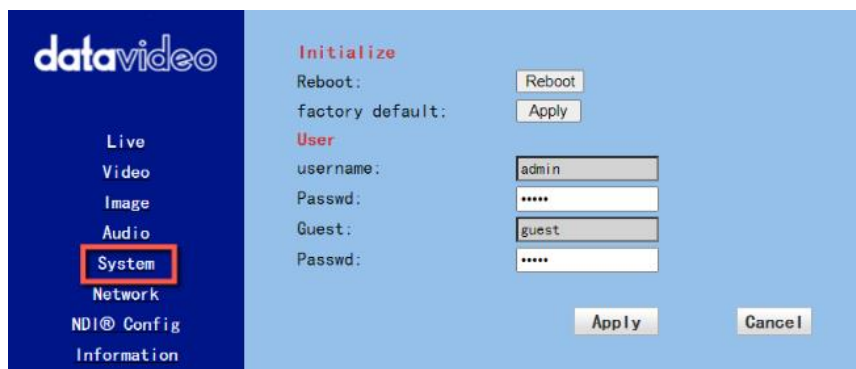 datavideo
Live
Video
Image
Audio
System
Network
NDI® Config
Information
Initialize
Reboot: Reboot
factory default: Apply
User
username: admin
Passwd: •••••
Guest: guest
Passwd: •••••
Apply Cancel